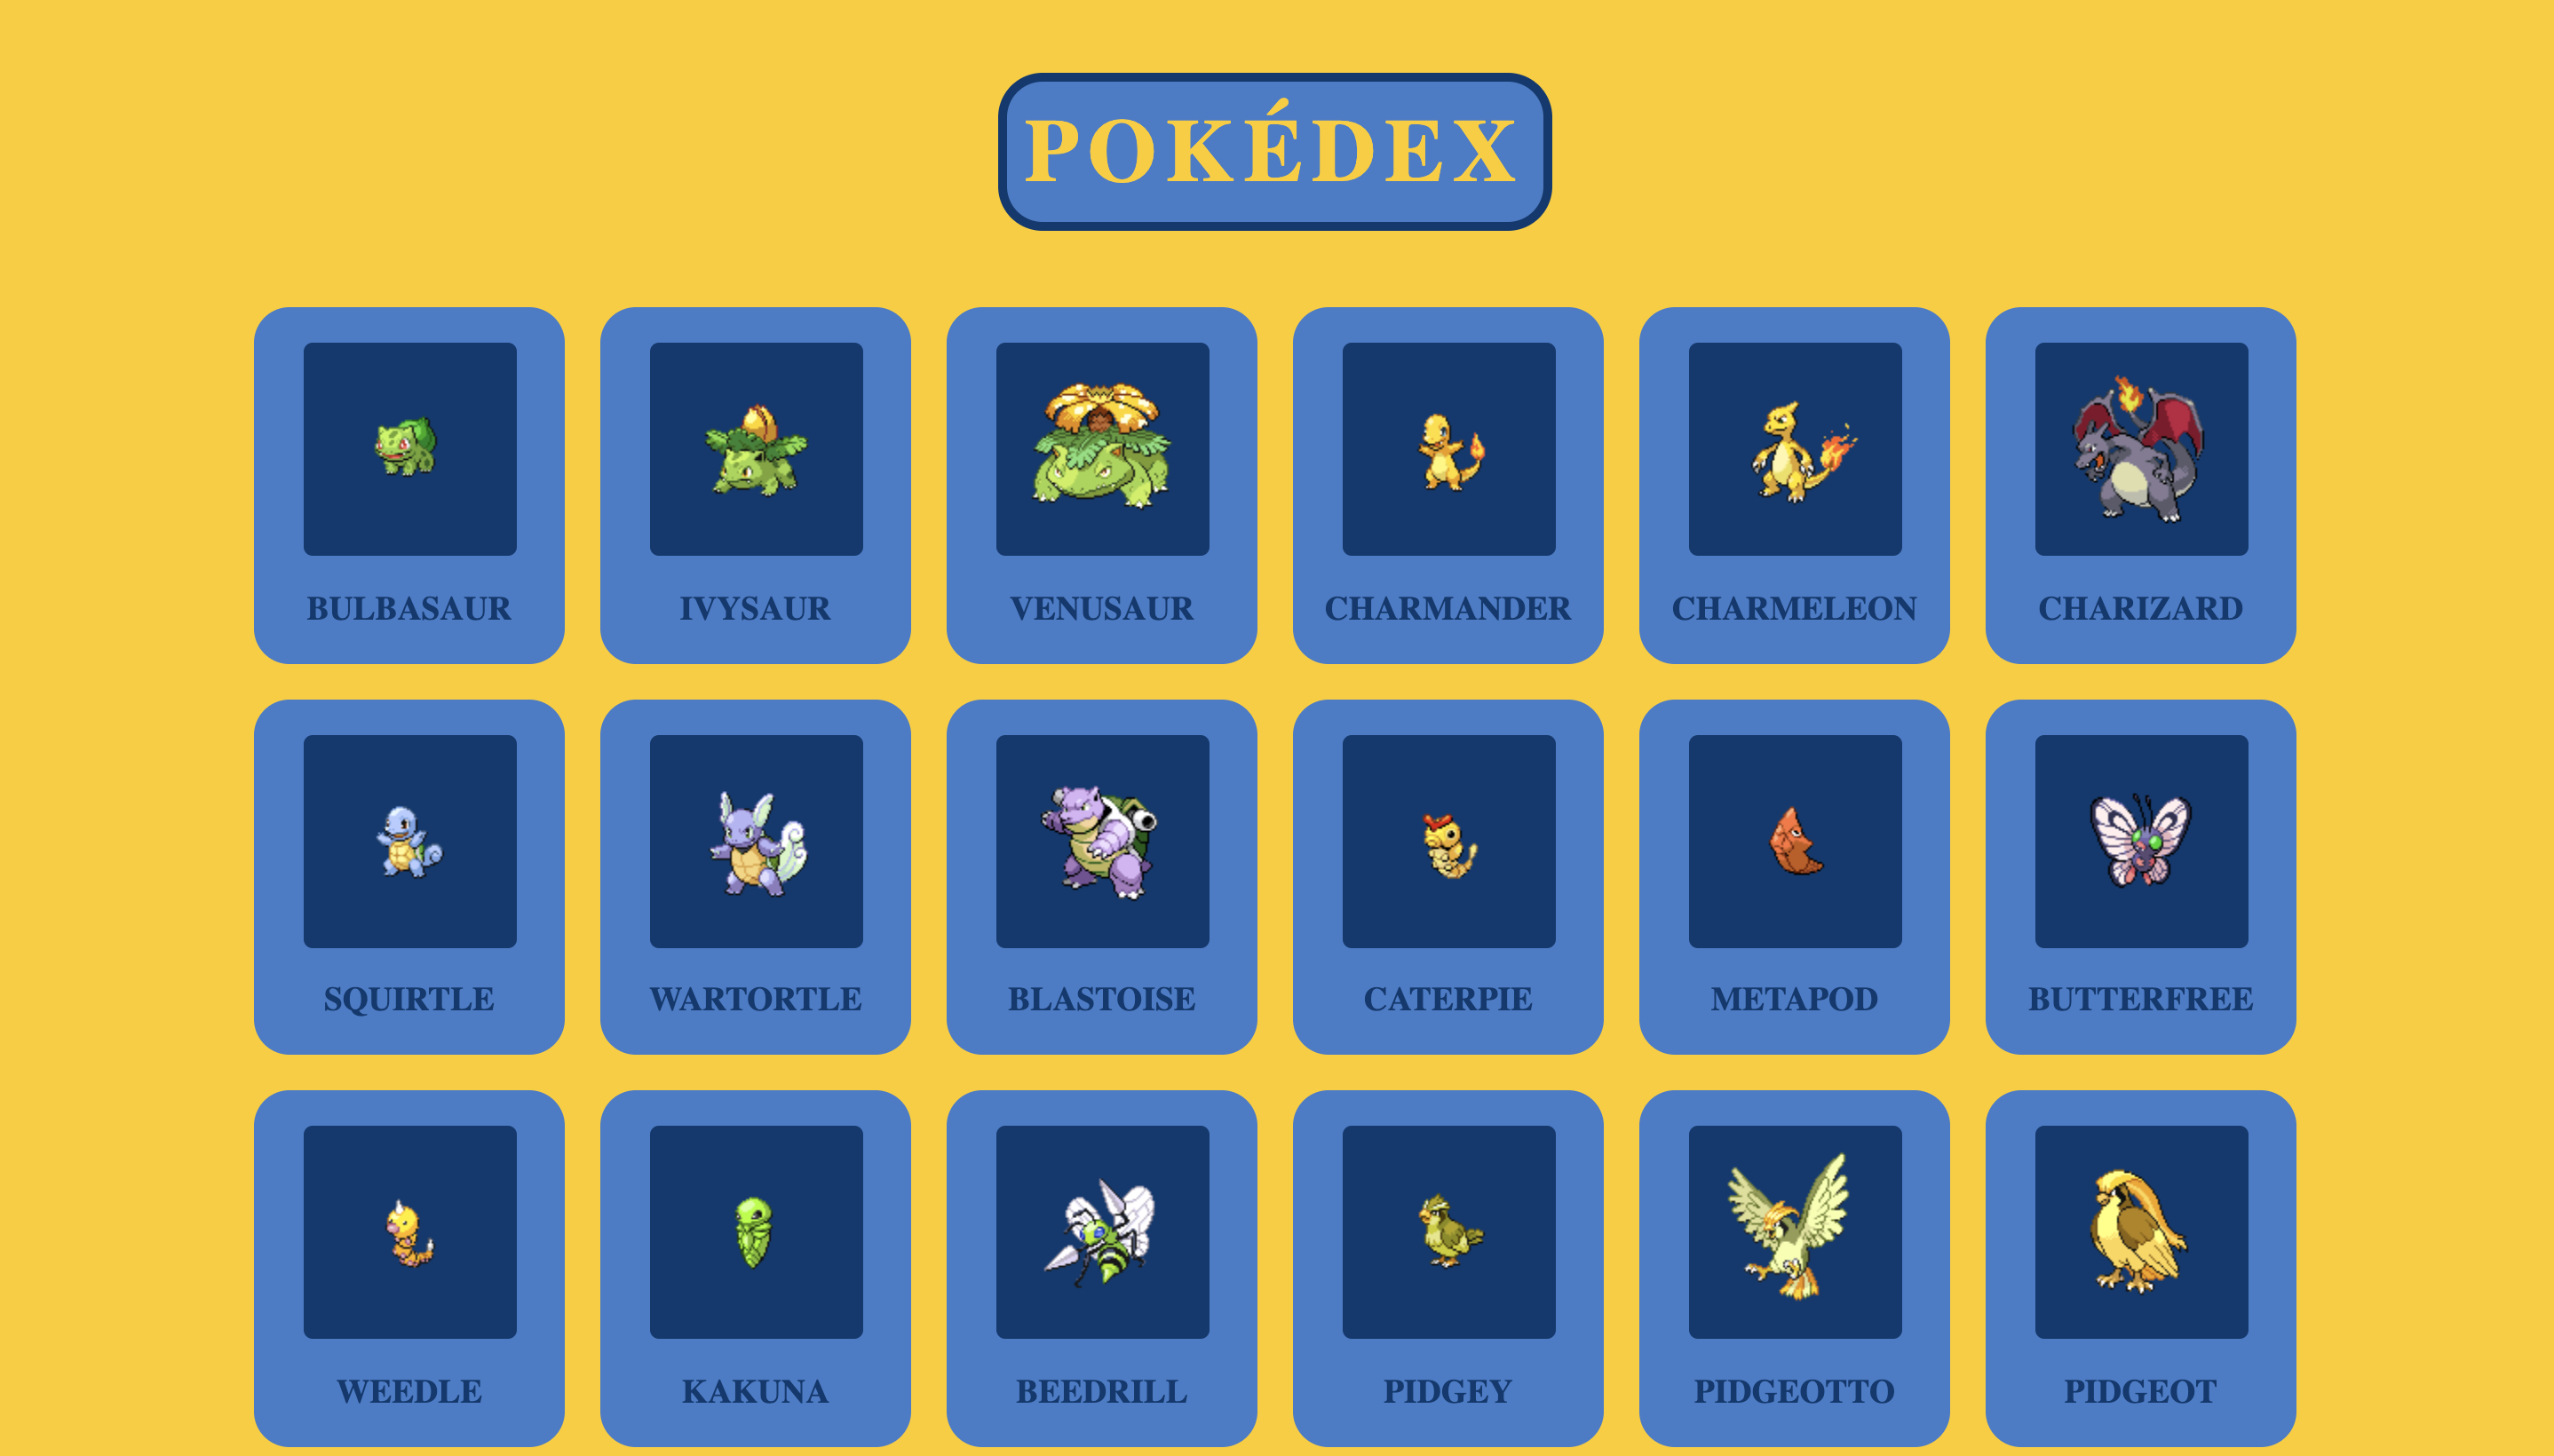 POKÉDEX
BULBASAUR IVYSAUR VENUSAUR CHARMANDER CHARMELEON CHARIZARD
SQUIRTLE WARTORTLE BLASTOISE CATERPIE METAPOD BUTTERFREE
WEEDLE KAKUNA BEEDRILL PIDGEY PIDGEOTTO PIDGEOT